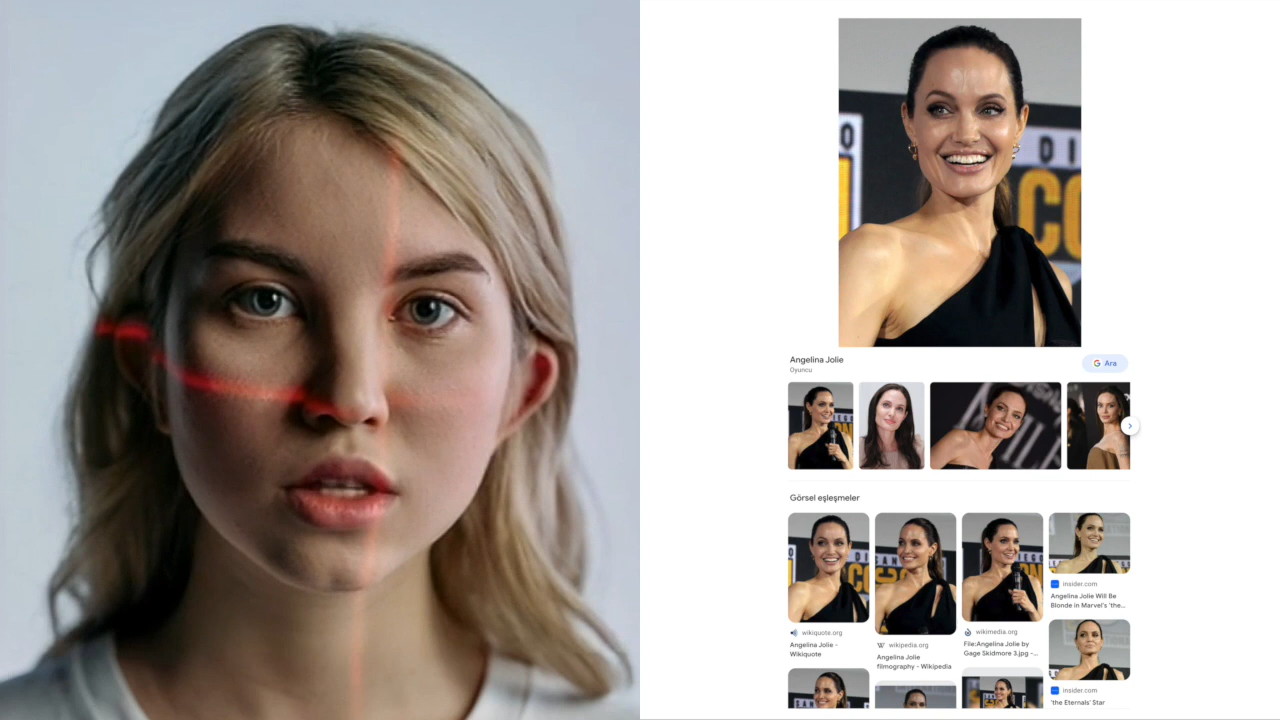 Angelina Jolie
Oyuncu
Ara
Görsel eşleşmeler
wikiquote.org
Angelina Jolie -
Wikiquote
wikipedia.org
Angelina Jolie
filmography - Wikipedia
wikimedia.org
File:Angelina Jolie by
Gage Skidmore 3.jpg -...
insider.com
Angelina Jolie Will Be
Blonde in Marvel's 'the...
insider.com
'the Eternals' Star